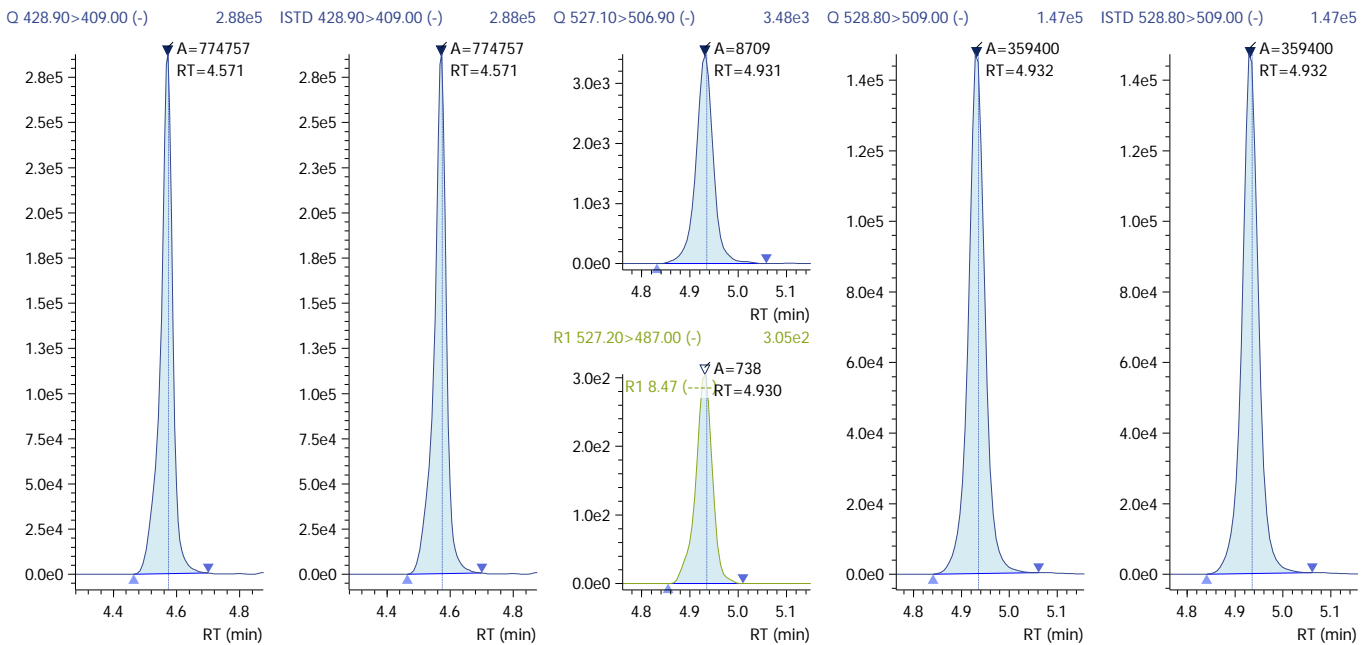 Q 428.90>409.00 (-) 2.88e5
A=774757
RT=4.571
2.8e5
2.5e5
2.3e5
2.0e5
1.8e5
1.5e5
1.3e5
1.0e5
7.5e4
5.0e4
2.5e4
0.0e0
4.4 4.6 4.8
RT (min)
ISTD 428.90>409.00 (-) 2.88e5
A=774757
RT=4.571
2.8e5
2.5e5
2.3e5
2.0e5
1.8e5
1.5e5
1.3e5
1.0e5
7.5e4
5.0e4
2.5e4
0.0e0
4.4 4.6 4.8
RT (min)
Q 527.10>506.90 (-) 3.48e3
A=8709
RT=4.931
3.0e3
2.0e3
1.0e3
0.0e0
4.8 4.9 5.0 5.1
RT (min)
R1 527.20>487.00 (-) 3.05e2
A=738
R1 8.47 (----)
RT=4.930
3.0e2
2.0e2
1.0e2
0.0e0
4.8 4.9 5.0 5.1
RT (min)
Q 528.80>509.00 (-) 1.47e5
A=359400
RT=4.932
1.4e5
1.2e5
1.0e5
8.0e4
6.0e4
4.0e4
2.0e4
0.0e0
4.8 4.9 5.0 5.1
RT (min)
ISTD 528.80>509.00 (-) 1.47e5
A=359400
RT=4.932
1.4e5
1.2e5
1.0e5
8.0e4
6.0e4
4.0e4
2.0e4
0.0e0
4.8 4.9 5.0 5.1
RT (min)